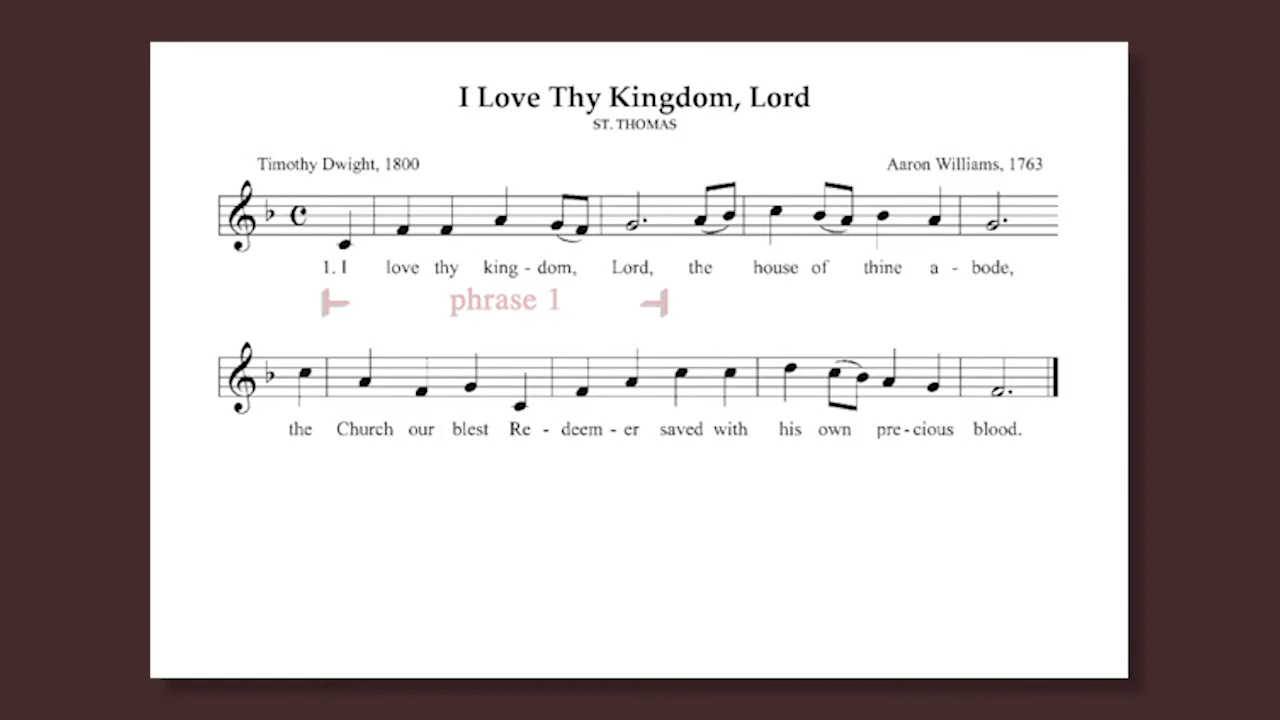 I Love Thy Kingdom, Lord
ST. THOMAS
Timothy Dwight, 1800 Aaron Williams, 1763
1. I love thy king - dom, Lord, the house of thine a - bode,
phrase 1
the Church our blest Re - deem - er saved with his own pre - cious blood.